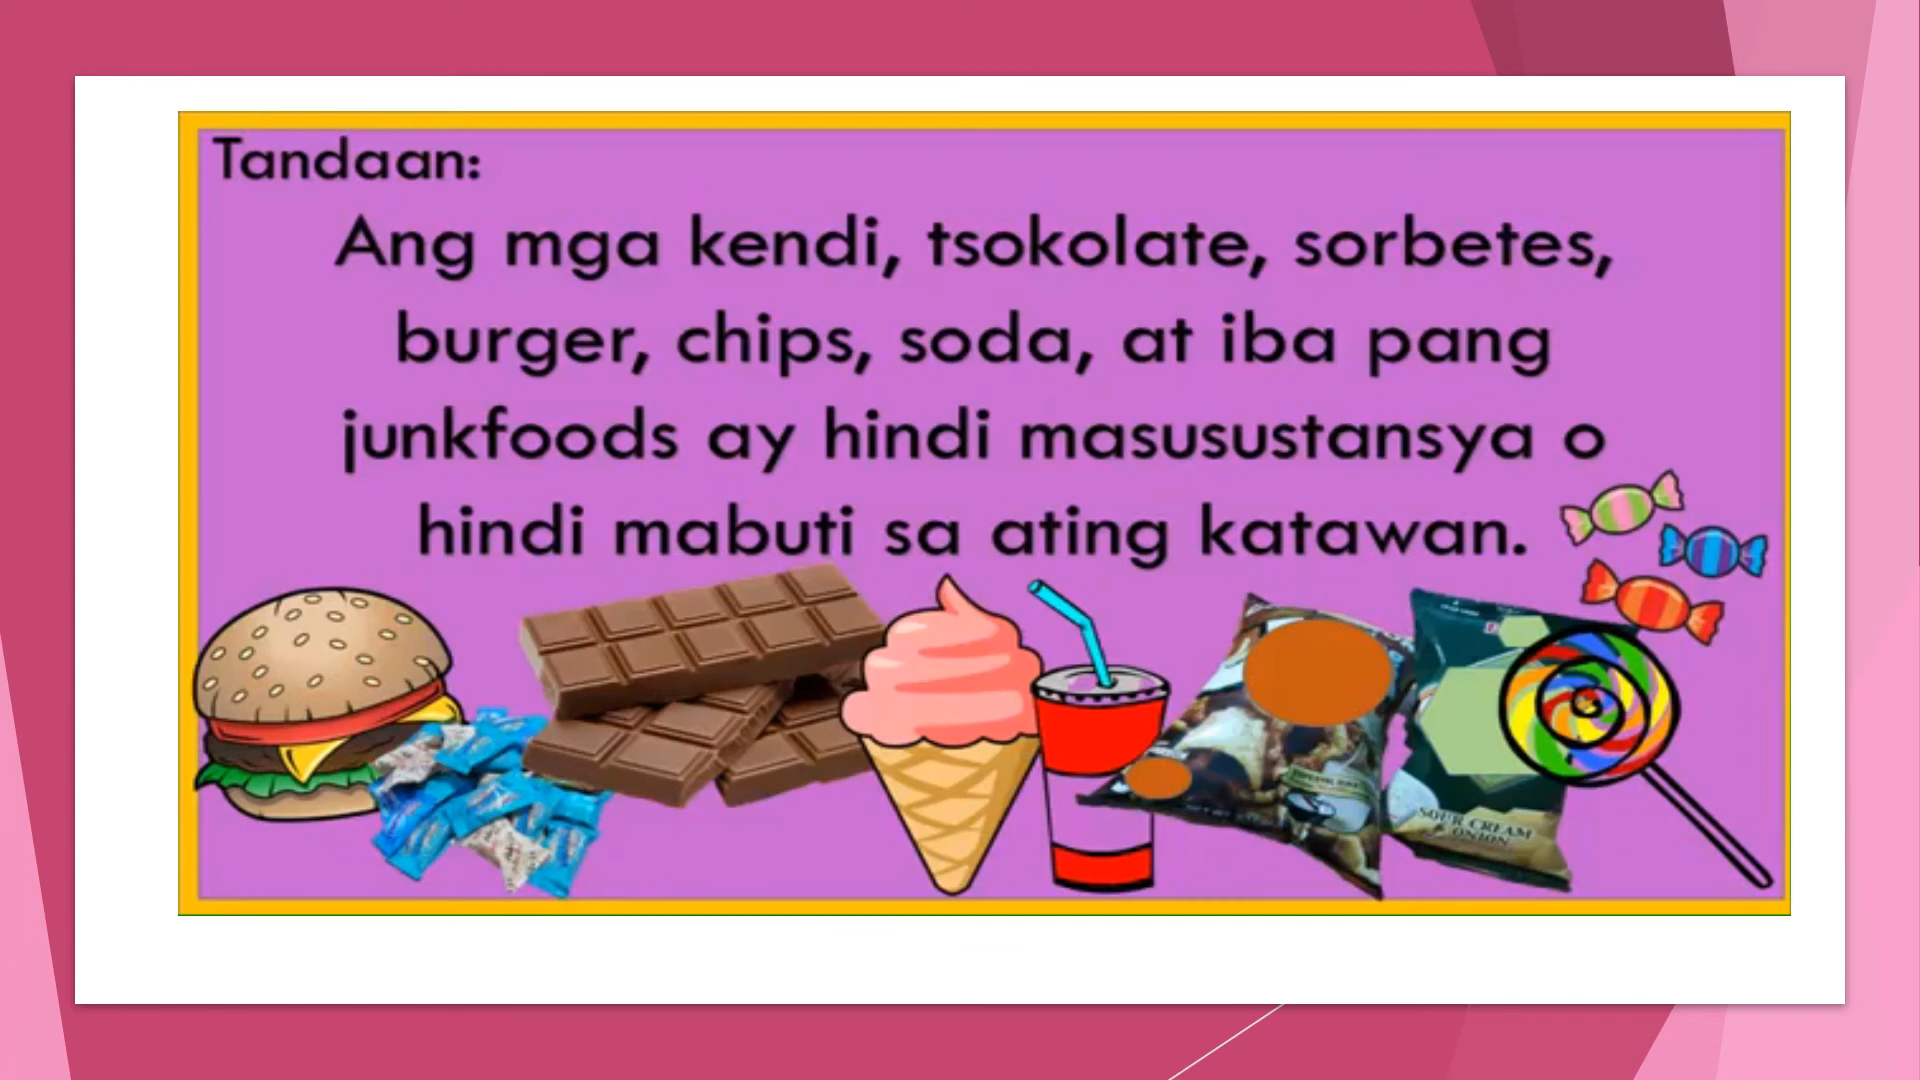 Tandaan:
Ang mga kendi, tsokolate, sorbetes,
burger, chips, soda, at iba pang
junkfoods ay hindi masusustansya o
hindi mabuti sa ating katawan.
SOUR CREAM
& ONION